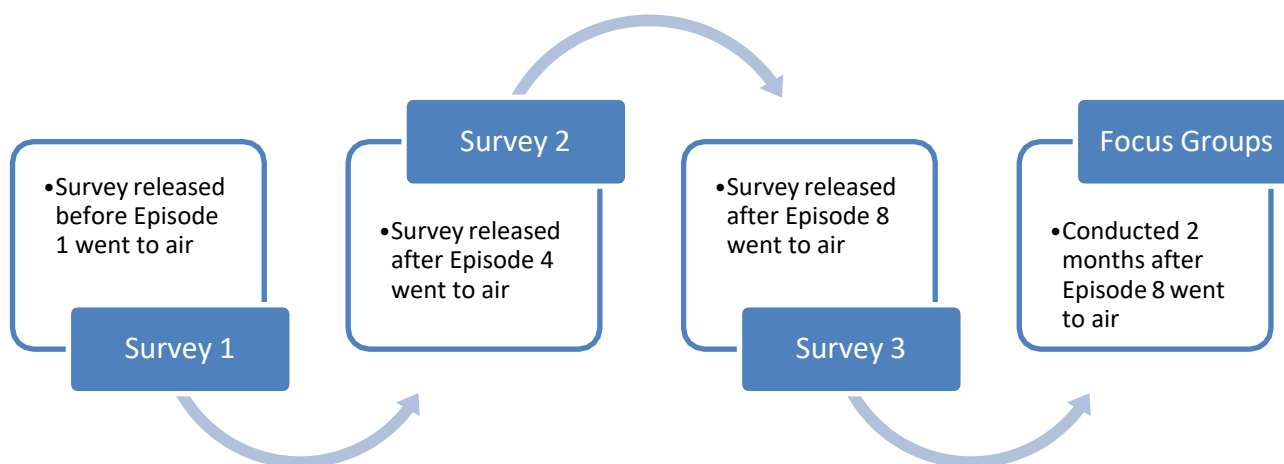 •Survey released
before Episode
1 went to air
Survey 1
Survey 2
•Survey released
after Episode 4
went to air
•Survey released
after Episode 8
went to air
Survey 3
Focus Groups
•Conducted 2
months after
Episode 8 went
to air